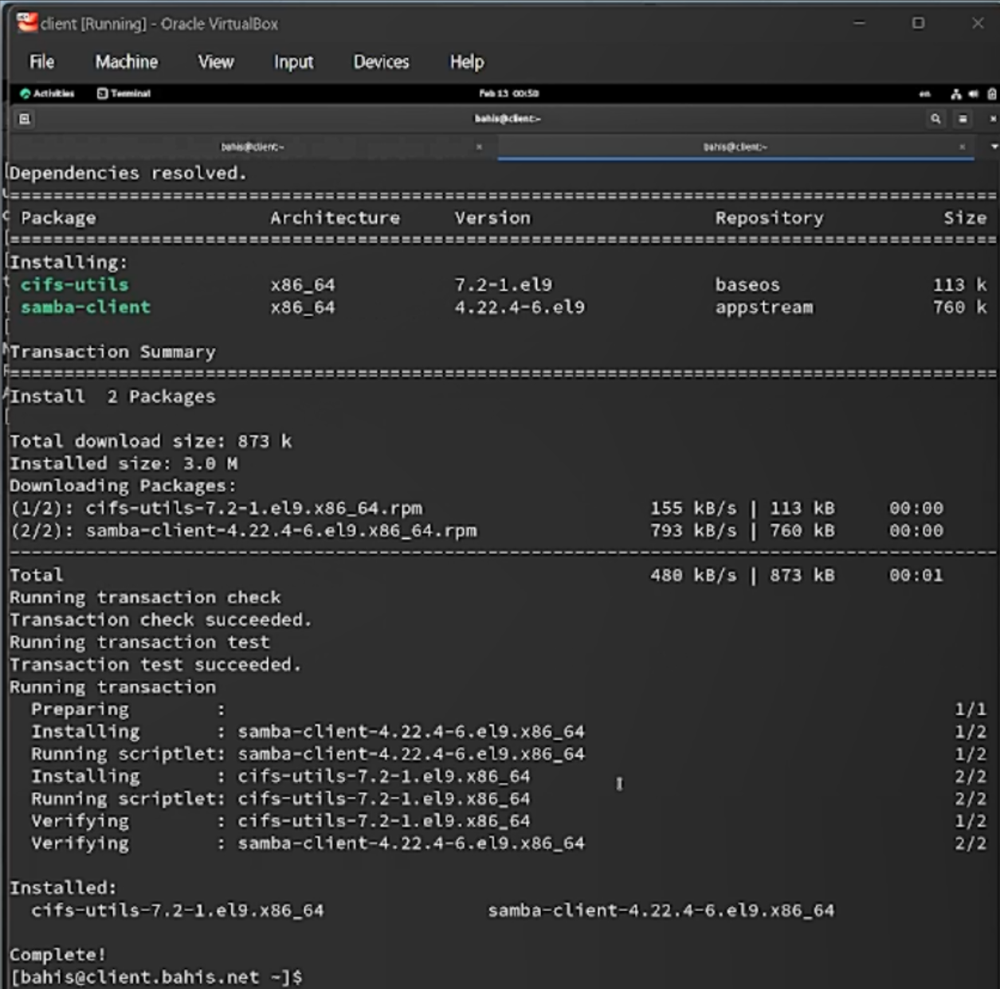 client [Running] - Oracle VirtualBox
File Machine View Input Devices Help
Activities Terminal Feb 13 00:50 en
bahis@client:~
bahis@client:~ × bahis@client:~ ×
Dependencies resolved.
================================================================================
Package Architecture Version Repository Size
================================================================================
Installing:
cifs-utils x86_64 7.2-1.el9 baseos 113 k
samba-client x86_64 4.22.4-6.el9 appstream 760 k
Transaction Summary
================================================================================
Install 2 Packages
Total download size: 873 k
Installed size: 3.0 M
Downloading Packages:
(1/2): cifs-utils-7.2-1.el9.x86_64.rpm 155 kB/s | 113 kB 00:00
(2/2): samba-client-4.22.4-6.el9.x86_64.rpm 793 kB/s | 760 kB 00:00
--------------------------------------------------------------------------------
Total 480 kB/s | 873 kB 00:01
Running transaction check
Transaction check succeeded.
Running transaction test
Transaction test succeeded.
Running transaction
Preparing : 1/1
Installing : samba-client-4.22.4-6.el9.x86_64 1/2
Running scriptlet: samba-client-4.22.4-6.el9.x86_64 1/2
Installing : cifs-utils-7.2-1.el9.x86_64 2/2
Running scriptlet: cifs-utils-7.2-1.el9.x86_64 2/2
Verifying : cifs-utils-7.2-1.el9.x86_64 1/2
Verifying : samba-client-4.22.4-6.el9.x86_64 2/2
Installed:
cifs-utils-7.2-1.el9.x86_64 samba-client-4.22.4-6.el9.x86_64
Complete!
[bahis@client.bahis.net ~]$